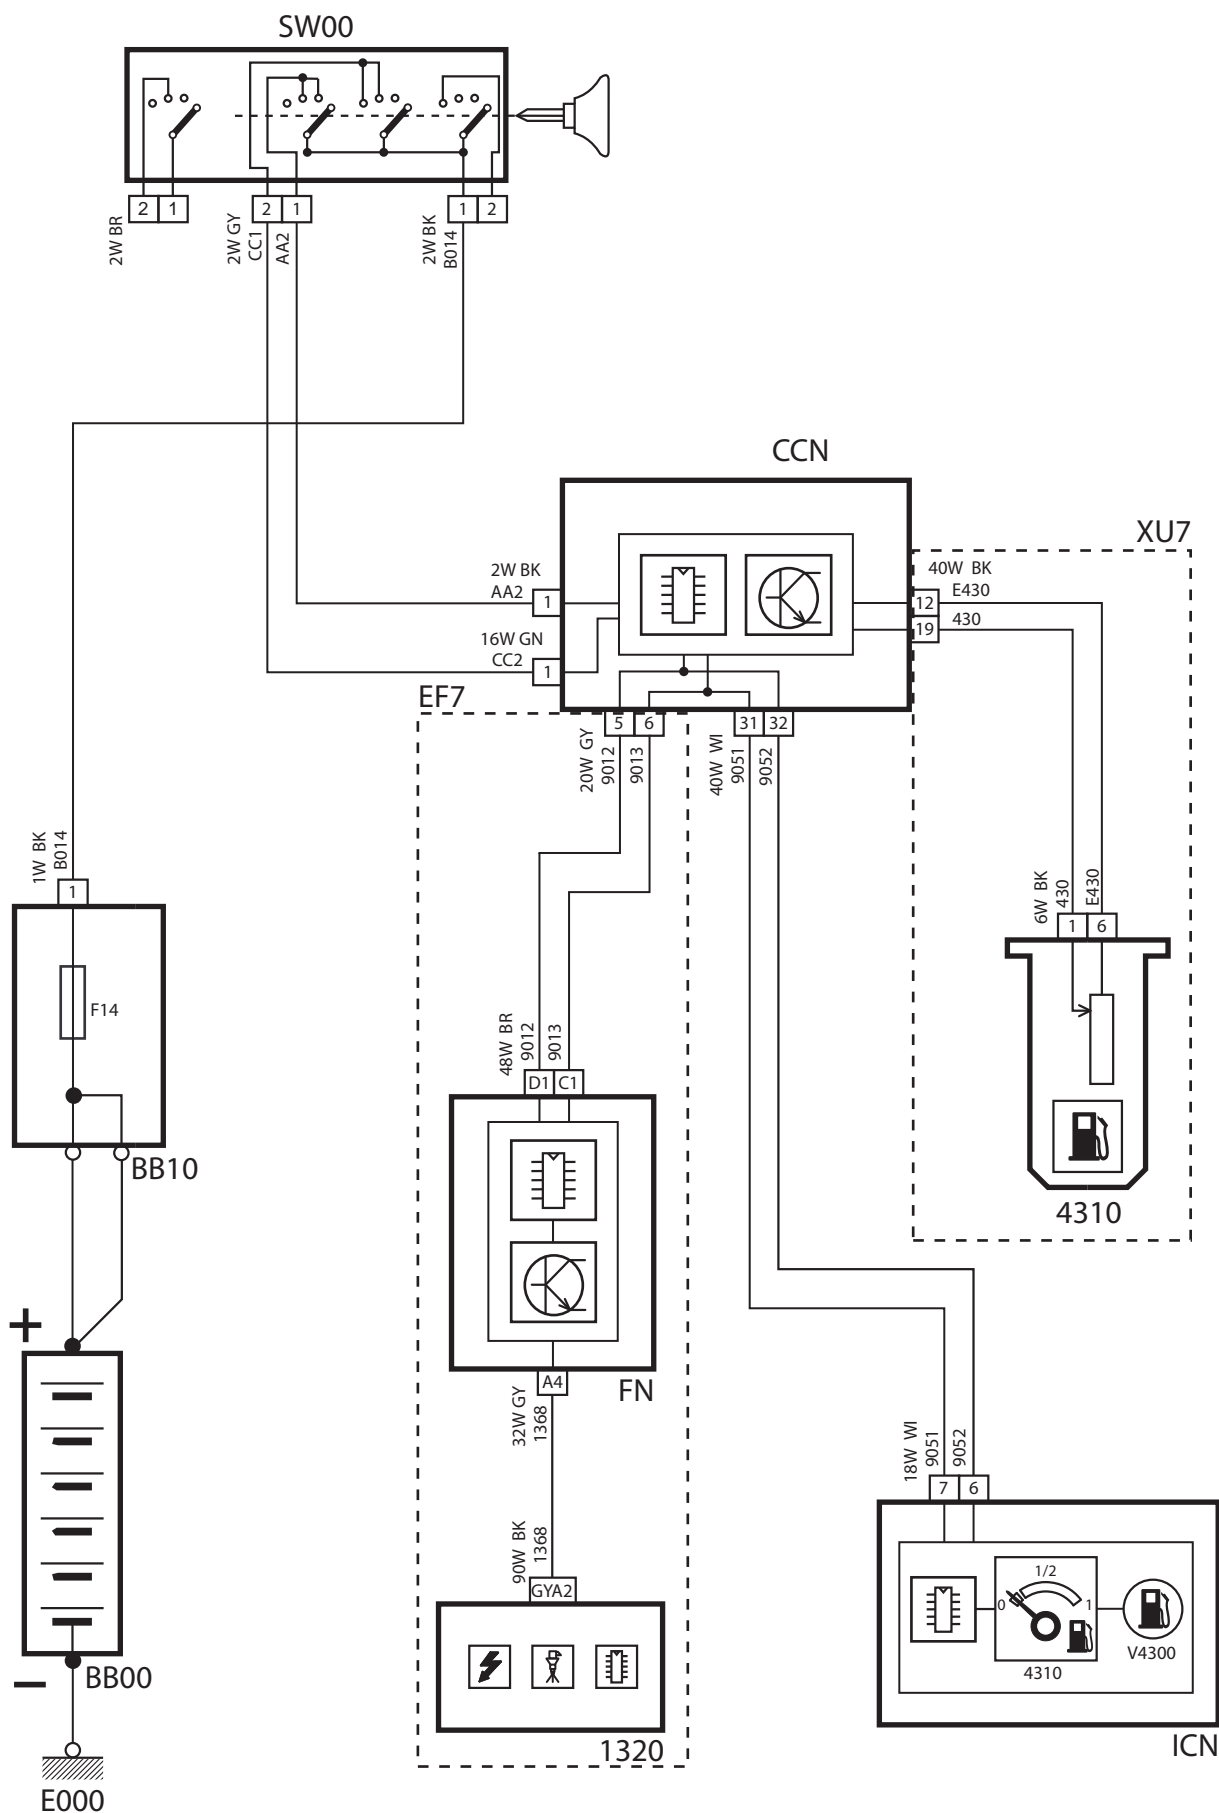 SW00
2 1 2 1 1 2
2W BR
2W GY
CC1
AA2
2W BK
B014
CCN
XU7
2W BK
AA2
1
16W GN
CC2
1
40W BK
E430
12
430
19
EF7
5 6 31 32
20W GY
9012
9013
40W WI
9051
9052
1W BK
B014
1
F14
BB10
6W BK
430
E430
1 6
4310
48W BR
9012
9013
D1 C1
FN
A4
32W GY
1368
90W BK
1368
GYA2
1320
+
BB00
−
E000
18W WI
9051
9052
7 6
1/2
0 1
4310
V4300
ICN